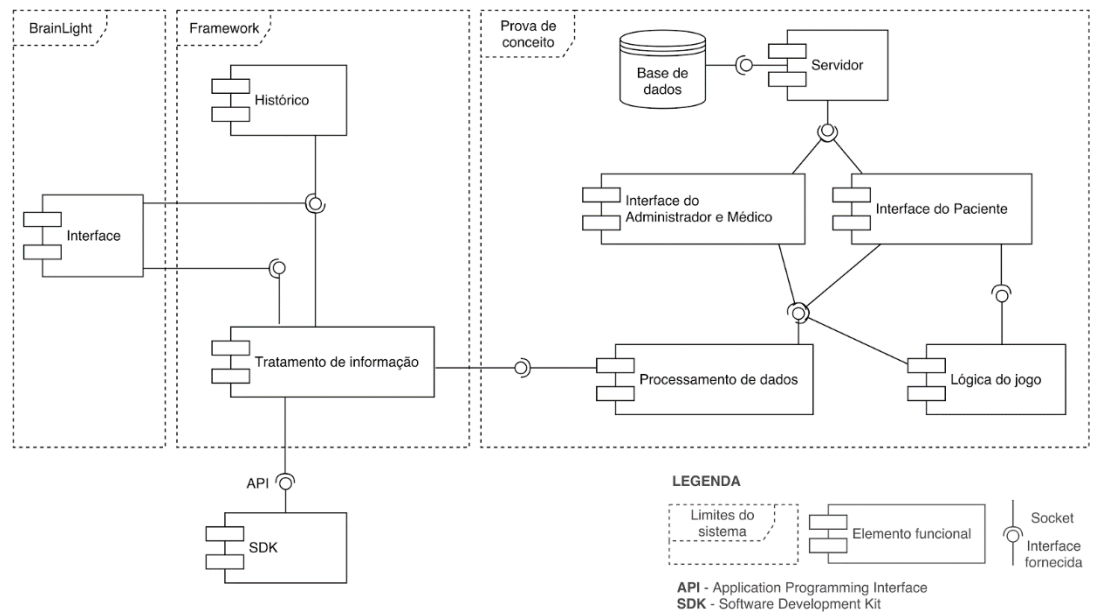 BrainLight
Framework
Prova de
conceito
Base de
dados
Servidor
Histórico
Interface
Interface do
Administrador e Médico
Interface do Paciente
Tratamento de informação
Processamento de dados
Lógica do jogo
API
SDK
LEGENDA
Limites do
sistema
Elemento funcional
Socket
Interface
fornecida
API - Application Programming Interface
SDK - Software Development Kit